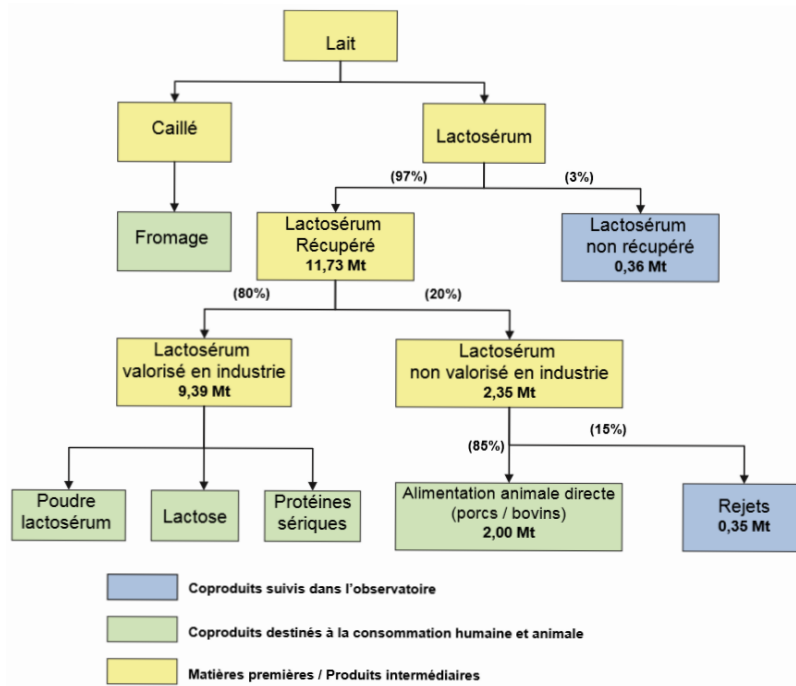 Lait
Caillé
Lactosérum
(97%)
(3%)
Fromage
Lactosérum
Récupéré
11,73 Mt
Lactosérum
non récupéré
0,36 Mt
(80%)
(20%)
Lactosérum
valorisé en industrie
9,39 Mt
Lactosérum
non valorisé en industrie
2,35 Mt
(85%)
(15%)
Poudre
lactosérum
Lactose
Protéines
sériques
Alimentation animale directe
(porcs / bovins)
2,00 Mt
Rejets
0,35 Mt
Coproduits suivis dans l'observatoire
Coproduits destinés à la consommation humaine et animale
Matières premières / Produits intermédiaires